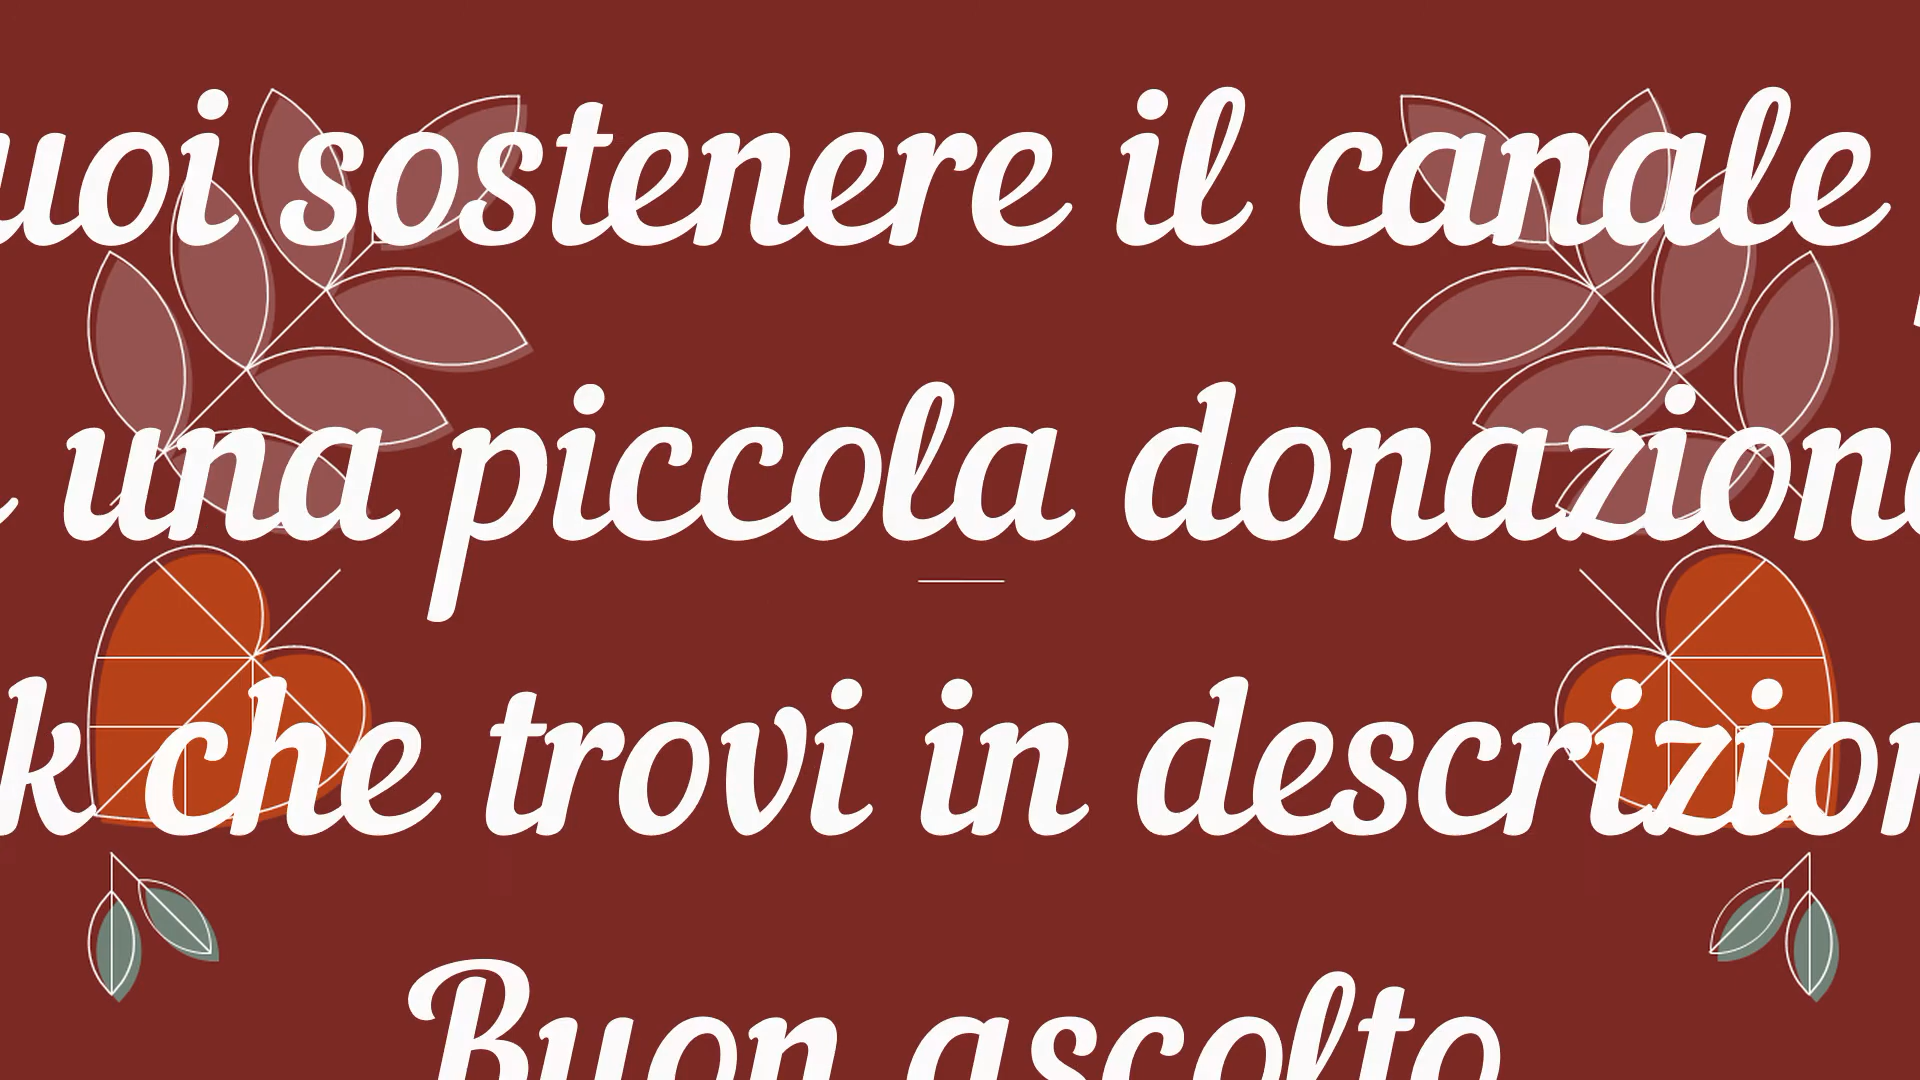 uoi sostenere il canale
una piccola donazione
k che trovi in descrizion
Buon ascolto